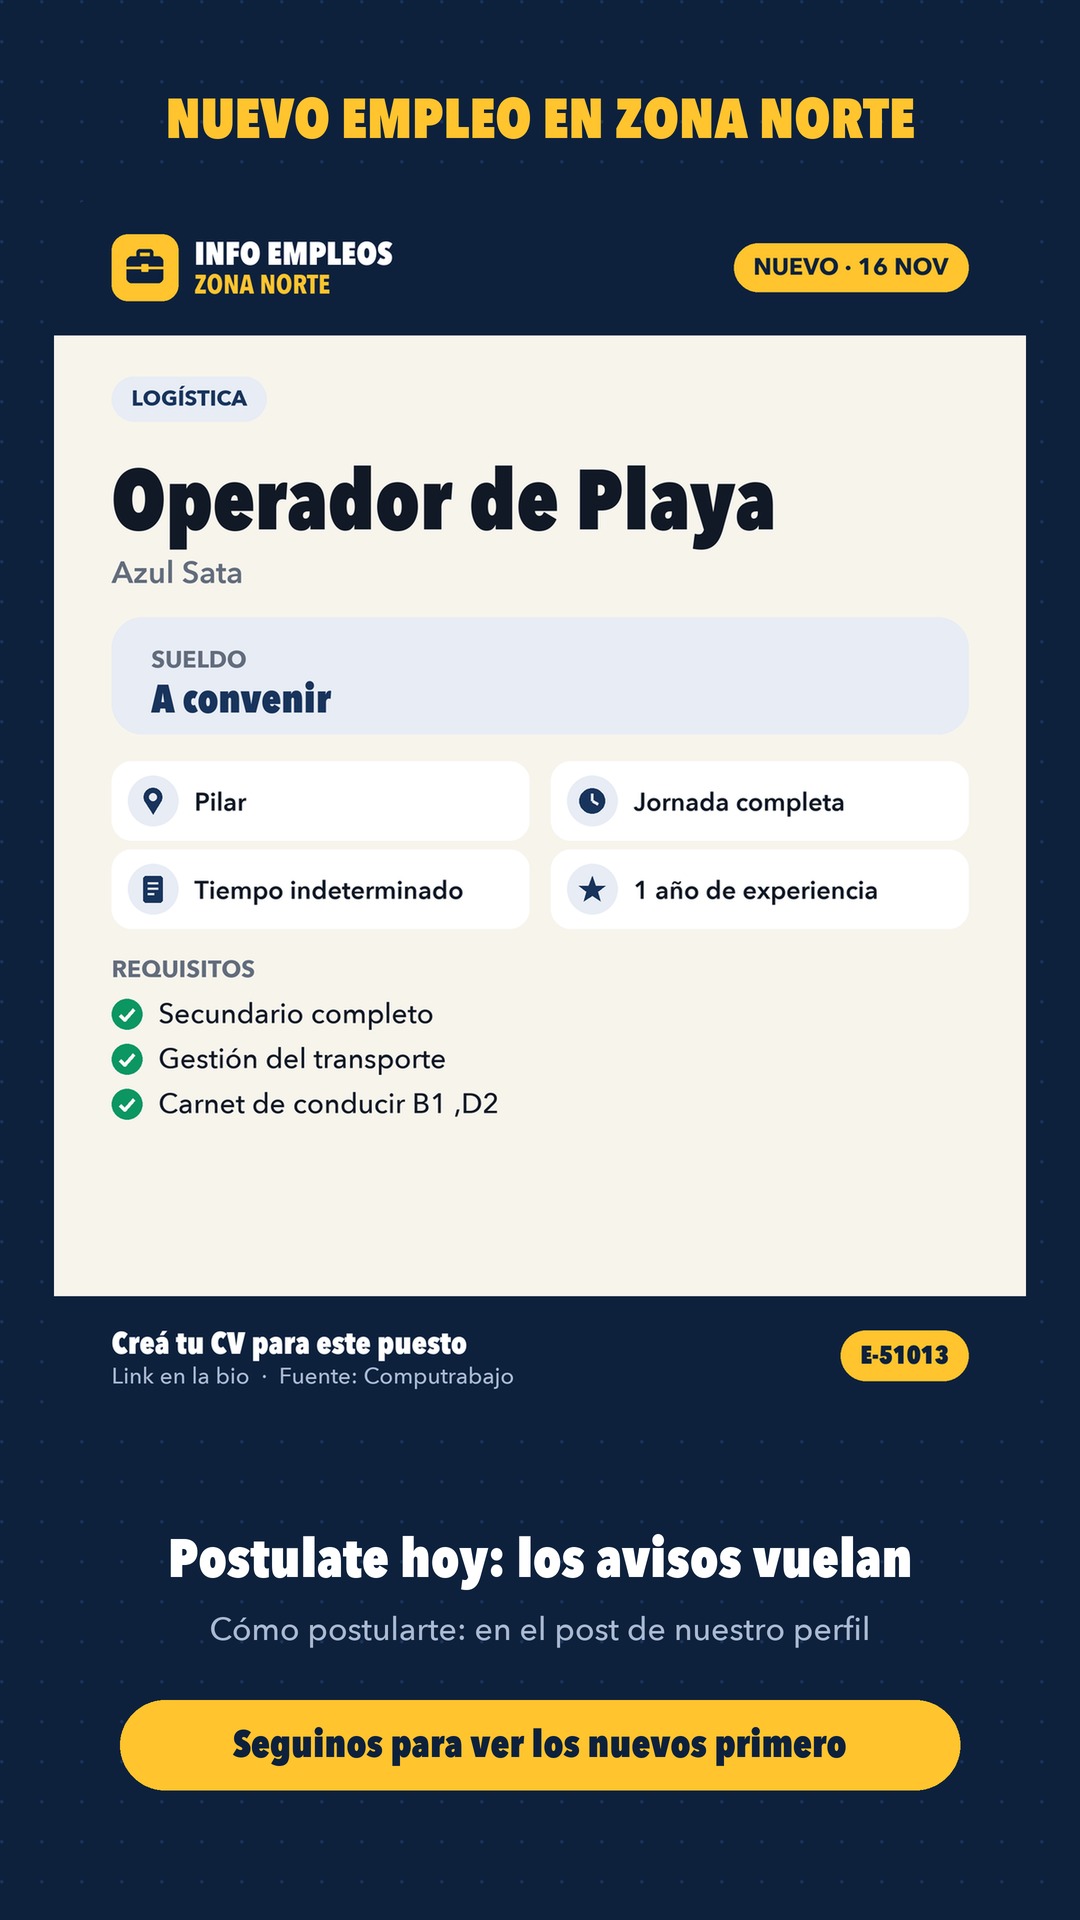 NUEVO EMPLEO EN ZONA NORTE
INFO EMPLEOS
ZONA NORTE
NUEVO · 16 NOV
LOGÍSTICA
Operador de Playa
Azul Sata
SUELDO
A convenir
Pilar
Jornada completa
Tiempo indeterminado
1 año de experiencia
REQUISITOS
Secundario completo
Gestión del transporte
Carnet de conducir B1 ,D2
Creá tu CV para este puesto
Link en la bio · Fuente: Computrabajo
E-51013
Postulate hoy: los avisos vuelan
Cómo postularte: en el post de nuestro perfil
Seguinos para ver los nuevos primero